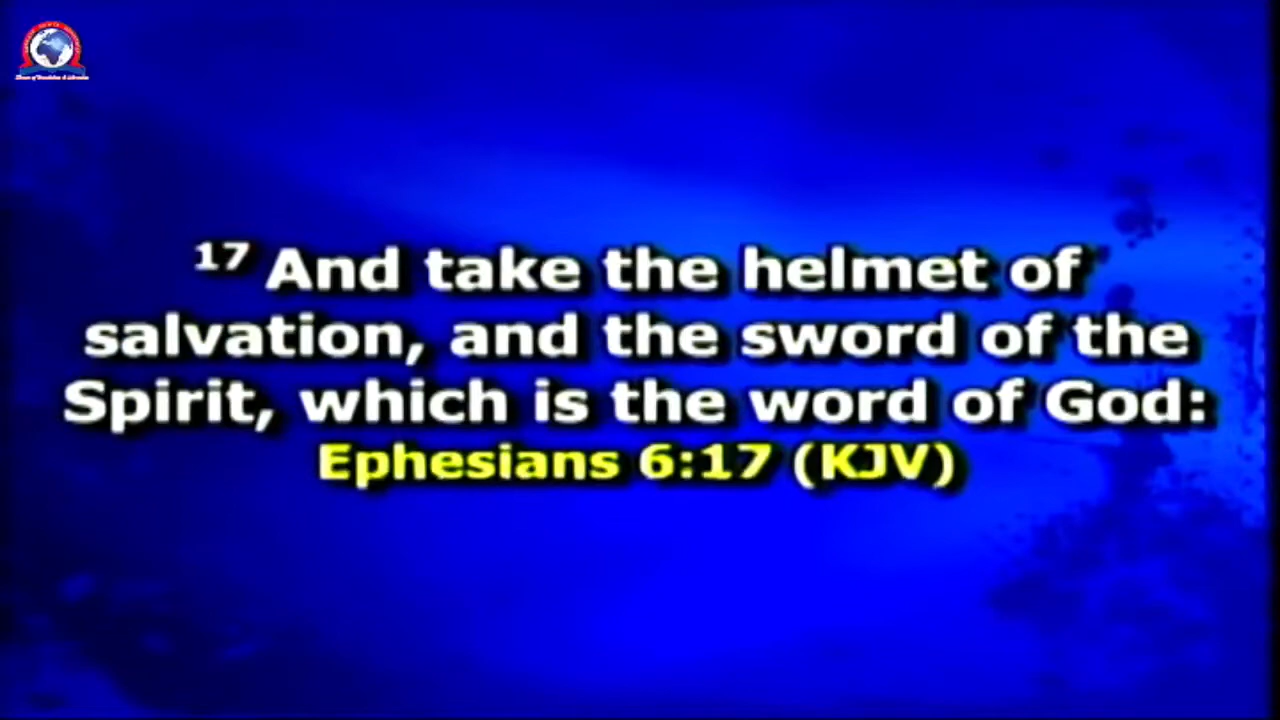 17 And take the helmet of
salvation, and the sword of the
Spirit, which is the word of God:
Ephesians 6:17 (KJV)